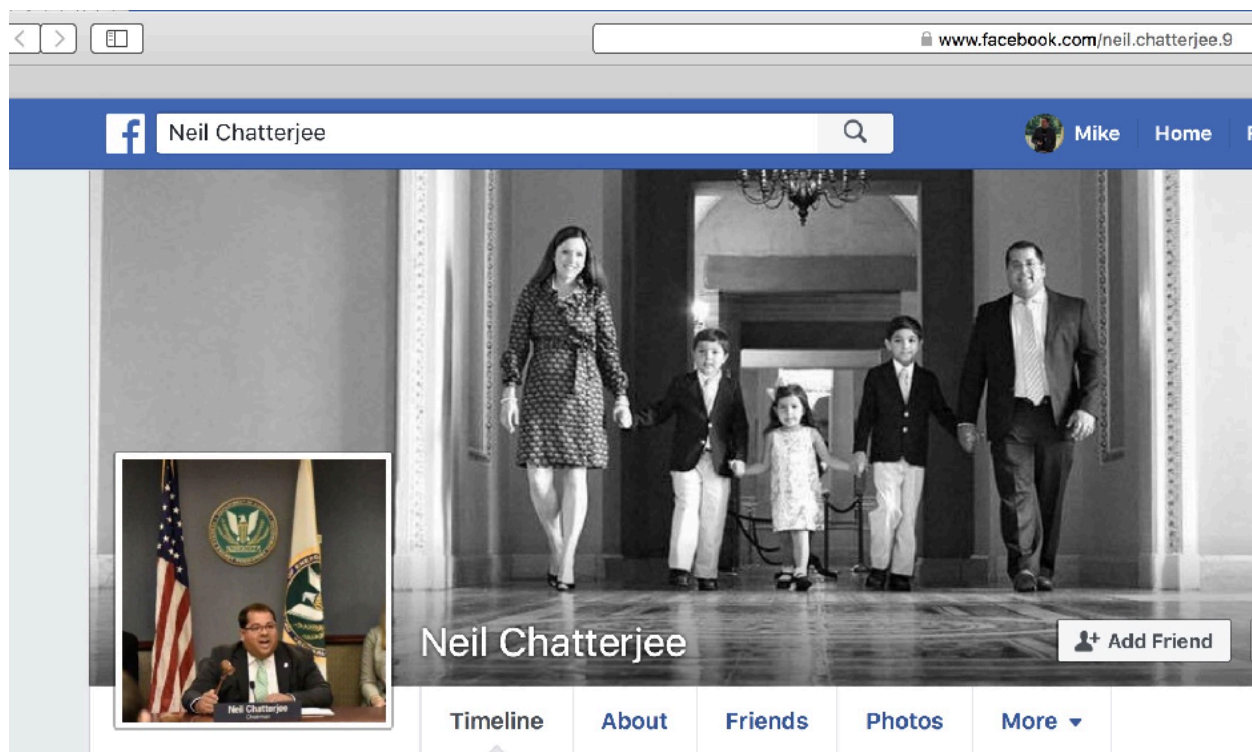 www.facebook.com/neil.chatterjee.9
f Neil Chatterjee Mike Home
Neil Chatterjee
Chairman
Neil Chatterjee
Add Friend
Timeline About Friends Photos More